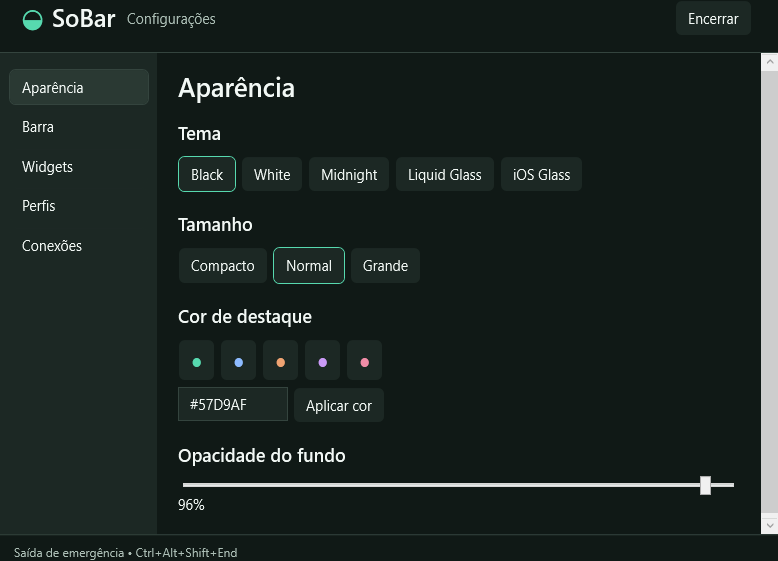 SoBar Configurações Encerrar
Aparência
Barra
Widgets
Perfis
Conexões
Aparência
Tema
Black White Midnight Liquid Glass iOS Glass
Tamanho
Compacto Normal Grande
Cor de destaque
#57D9AF Aplicar cor
Opacidade do fundo
96%
Saída de emergência • Ctrl+Alt+Shift+End